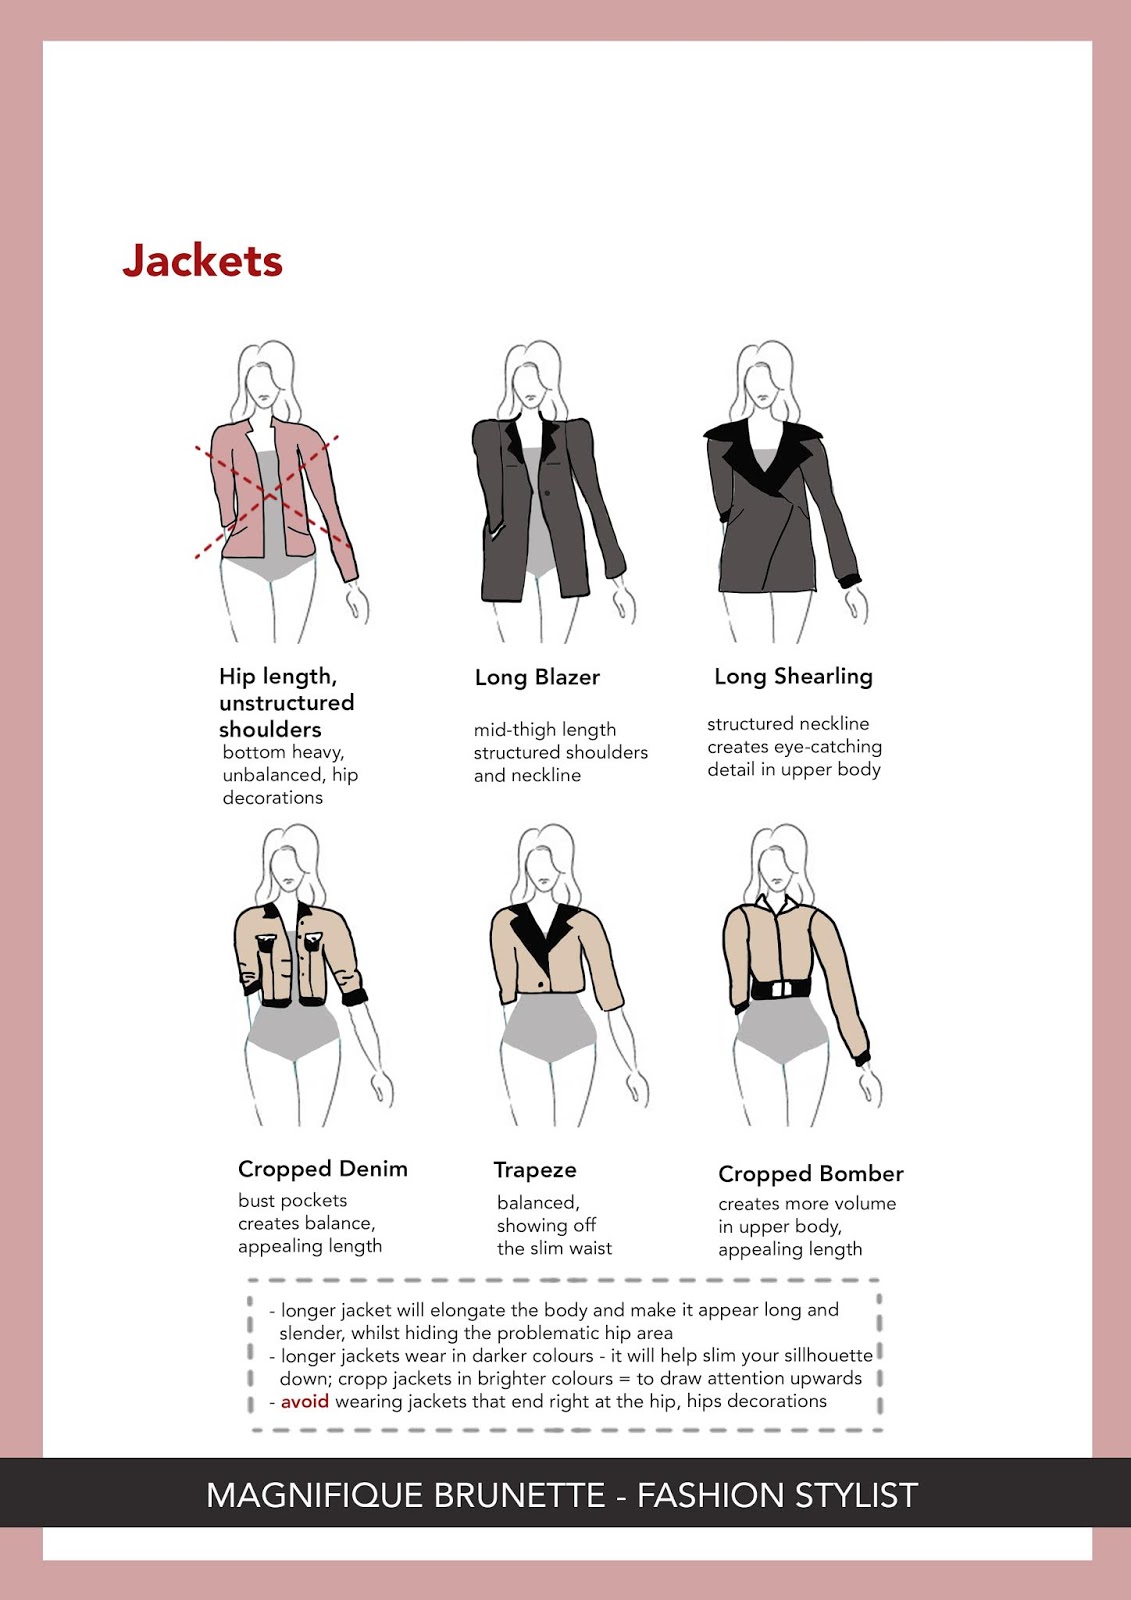 Jackets
Hip length,
unstructured
shoulders
bottom heavy,
unbalanced, hip
decorations
Long Blazer
mid-thigh length
structured shoulders
and neckline
Long Shearling
structured neckline
creates eye-catching
detail in upper body
Cropped Denim
bust pockets
creates balance,
appealing length
Trapeze
balanced,
showing off
the slim waist
Cropped Bomber
creates more volume
in upper body,
appealing length
- longer jacket will elongate the body and make it appear long and
slender, whilst hiding the problematic hip area
- longer jackets wear in darker colours - it will help slim your sillhouette
down; cropp jackets in brighter colours = to draw attention upwards
- avoid wearing jackets that end right at the hip, hips decorations
MAGNIFIQUE BRUNETTE - FASHION STYLIST